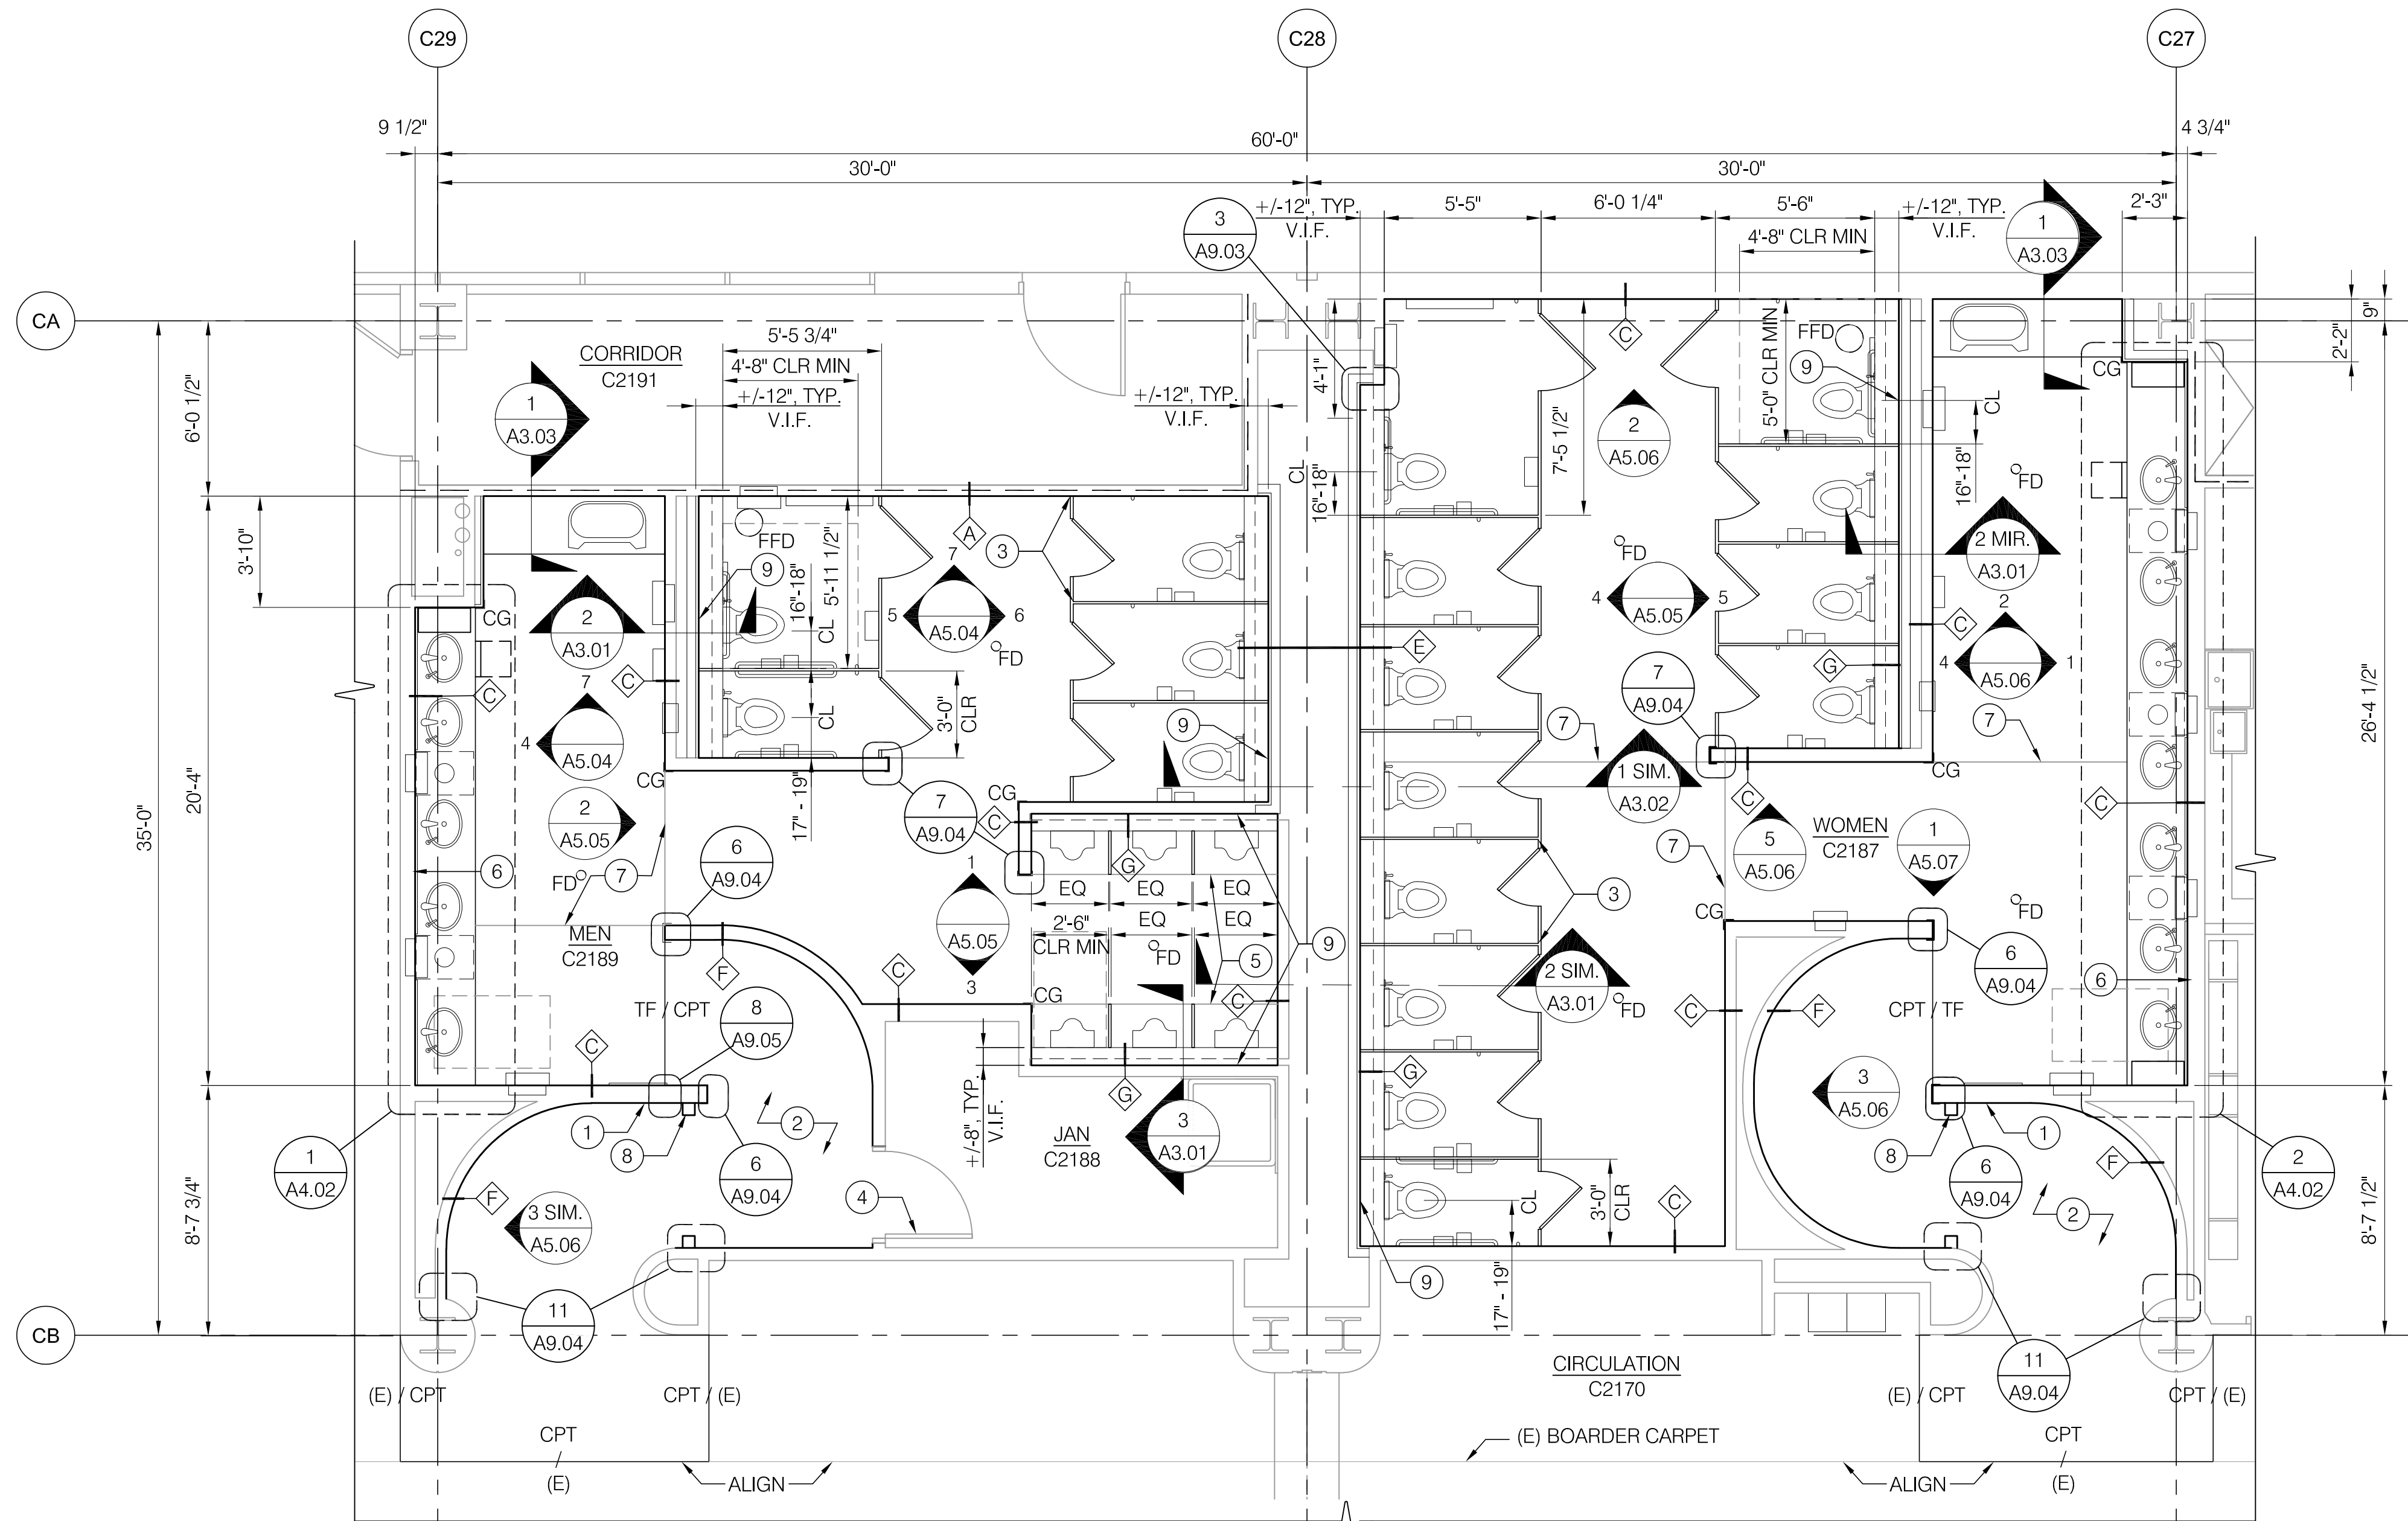 C29
C28
C27
9 1/2"
60'-0"
4 3/4"
30'-0"
30'-0"
3
A9.03
+/-12", TYP.
V.I.F.
5'-5"
6'-0 1/4"
5'-6"
+/-12", TYP.
V.I.F.
4'-8" CLR MIN
1
A3.03
2'-3"
CA
6'-0 1/2"
CORRIDOR
C2191
1
A3.03
5'-5 3/4"
4'-8" CLR MIN
+/-12", TYP.
V.I.F.
+/-12", TYP.
V.I.F.
4'-1"
CL
16"-18"
7'-5 1/2"
C
2
A5.06
5'-0" CLR MIN
FFD
9
CL
16"-18"
CG
9"
2'-2"
FD
3'-10"
CG
2
A3.01
FFD
9
16"-18"
CL
5'-11 1/2"
A
3
7
5
A5.04
6
FD
E
FD
4
A5.05
5
2 MIR.
A3.01
C
2
4
A5.06
1
G
7
A9.04
7
7
26'-4 1/2"
C
C
7
4
A5.04
CL
3'-0"
CLR
9
CG
17" - 19"
7
A9.04
CG
C
G
1 SIM.
A3.02
C
CG
C
20'-4"
35'-0"
2
A5.05
6
FD
7
6
A9.04
1
A5.05
3
EQ
EQ
EQ
EQ
EQ
2'-6"
CLR MIN
FD
5
9
7
5
A5.06
WOMEN
C2187
1
A5.07
3
CG
FD
MEN
C2189
F
C
CG
C
2 SIM.
A3.01
FD
C
F
6
A9.04
6
CPT / TF
TF / CPT
8
A9.05
C
1
8
2
6
A9.04
+/-8", TYP.
V.I.F.
G
JAN
C2188
3
A3.01
G
3
A5.06
1
8
6
A9.04
2
F
1
A4.02
2
A4.02
8'-7 3/4"
F
3 SIM.
A5.06
4
CL
3'-0"
CLR
C
9
17" - 19"
8'-7 1/2"
11
A9.04
CB
CIRCULATION
C2170
11
A9.04
(E) / CPT
CPT / (E)
(E) / CPT
CPT / (E)
CPT
/
(E)
(E) BOARDER CARPET
CPT
/
(E)
ALIGN
ALIGN